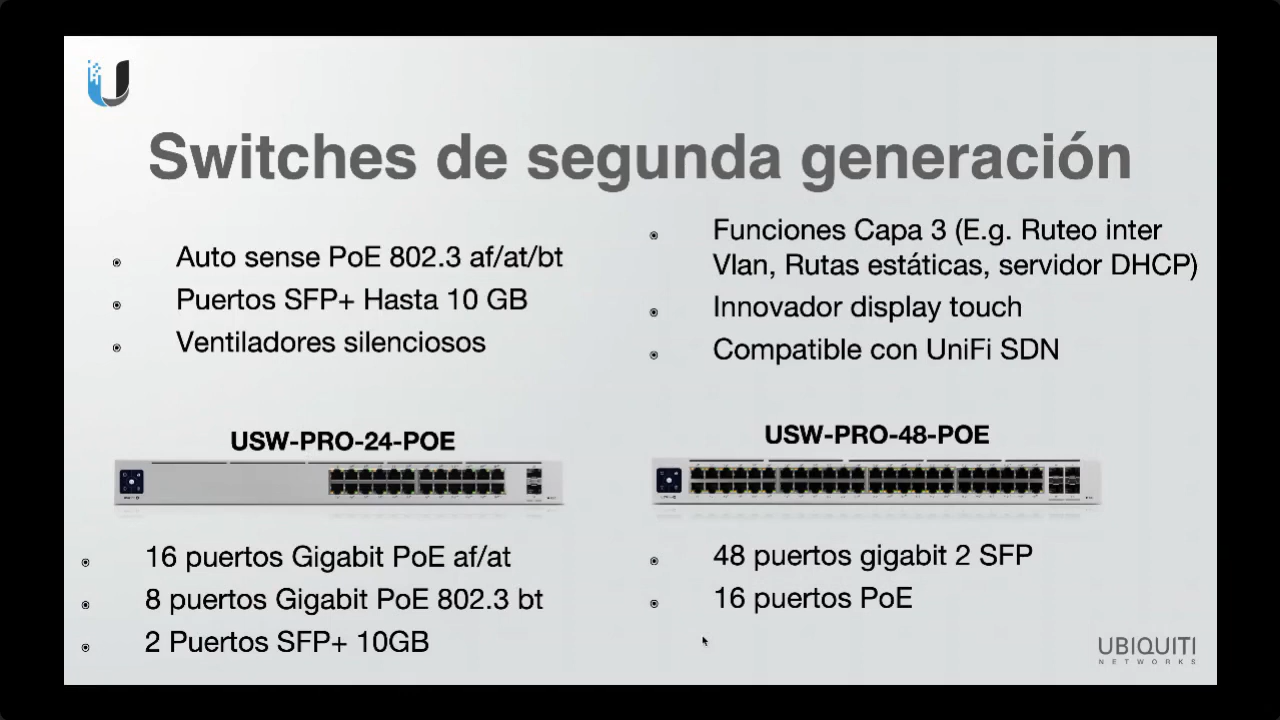 Switches de segunda generación
Auto sense PoE 802.3 af/at/bt
Puertos SFP+ Hasta 10 GB
Ventiladores silenciosos
Funciones Capa 3 (E.g. Ruteo inter
Vlan, Rutas estáticas, servidor DHCP)
Innovador display touch
Compatible con UniFi SDN
USW-PRO-24-POE
16 puertos Gigabit PoE af/at
8 puertos Gigabit PoE 802.3 bt
2 Puertos SFP+ 10GB
USW-PRO-48-POE
48 puertos gigabit 2 SFP
16 puertos PoE
UBIQUITI
NETWORKS